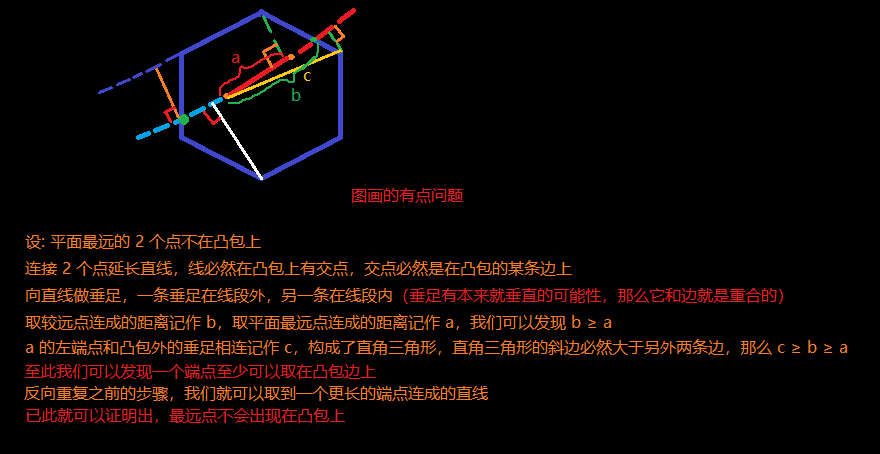 a
c
b
图画的有点问题
设: 平面最远的 2 个点不在凸包上
连接 2 个点延长直线，线必然在凸包上有交点，交点必然是在凸包的某条边上
向直线做垂足，一条垂足在线段外，另一条在线段内（垂足有本来就垂直的可能性，那么它和边就是重合的）
取较远点连成的距离记作 b，取平面最远点连成的距离记作 a，我们可以发现 b ≥ a
a 的左端点和凸包外的垂足相连记作 c，构成了直角三角形，直角三角形的斜边必然大于另外两条边，那么 c ≥ b ≥ a
至此我们可以发现一个端点至少可以取在凸包边上
反向重复之前的步骤，我们就可以取到一个更长的端点连成的直线
已此就可以证明出，最远点不会出现在凸包上